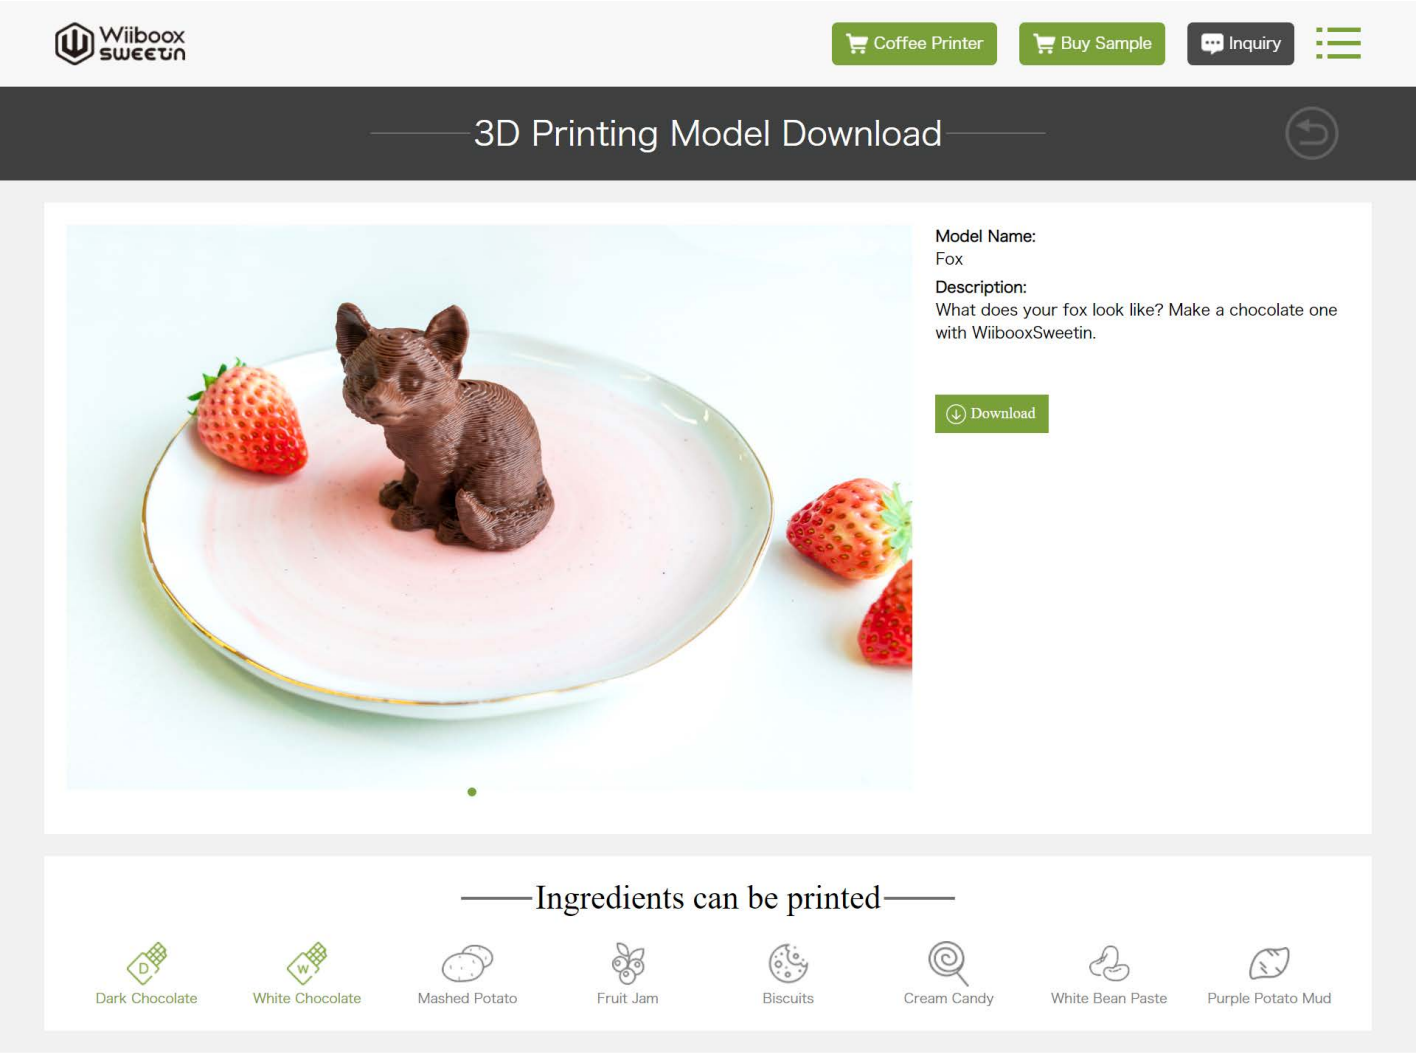 Wiiboox
SWEETIN
Coffee Printer
Buy Sample
Inquiry
3D Printing Model Download
Model Name:
Fox
Description:
What does your fox look like? Make a chocolate one
with WiibooxSweetin.
Download
Ingredients can be printed
D
W
Dark Chocolate
White Chocolate
Mashed Potato
Fruit Jam
Biscuits
Cream Candy
White Bean Paste
Purple Potato Mud